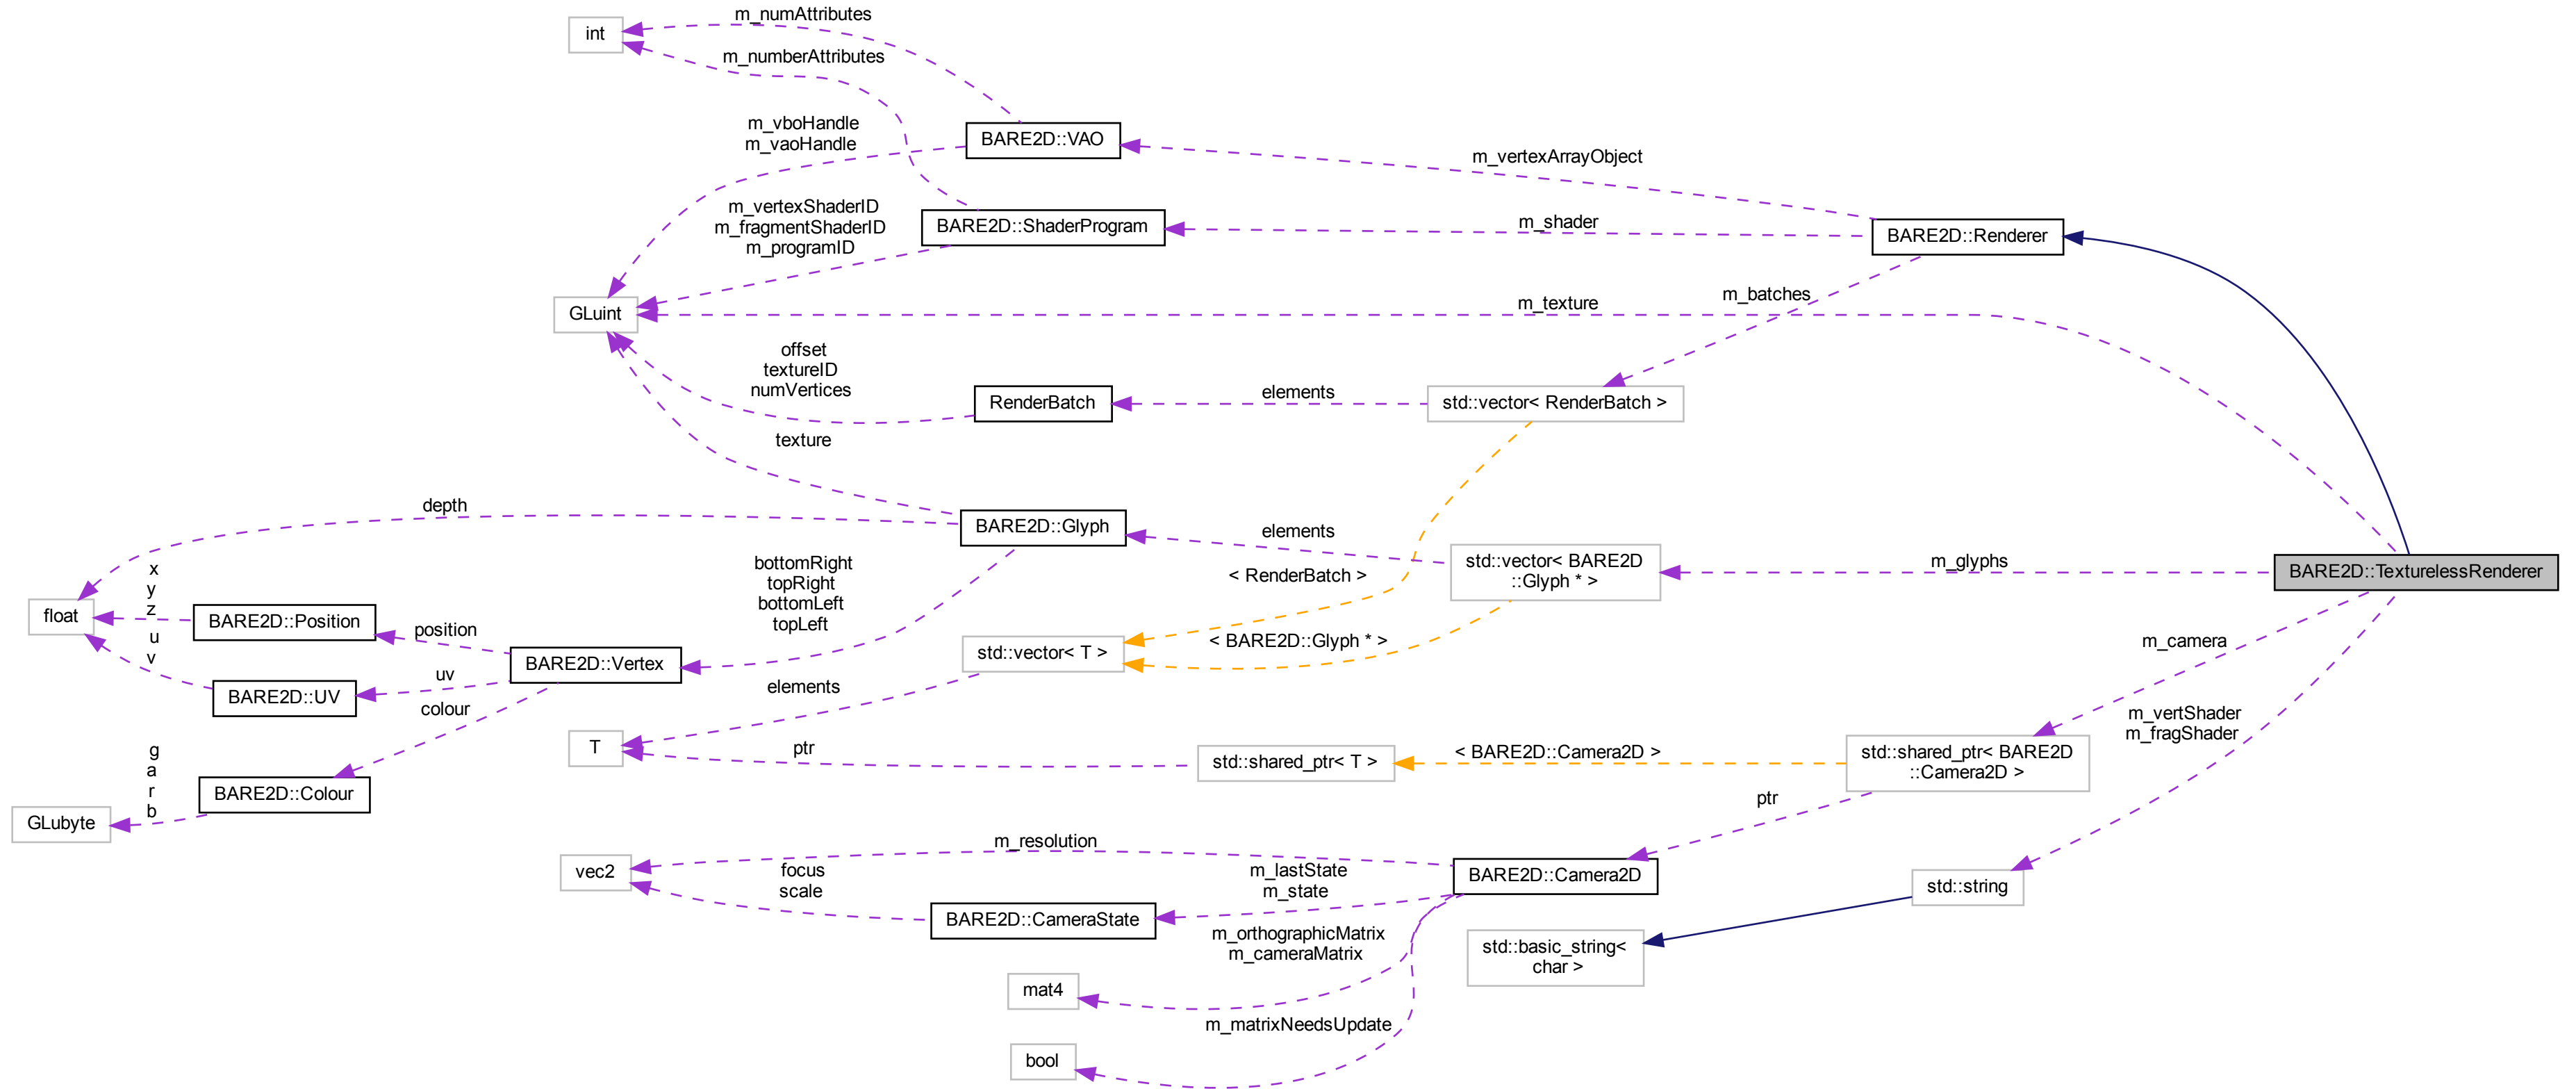 m_numAttributes
int
m_numberAttributes
m_vboHandle
m_vaoHandle
BARE2D::VAO
m_vertexArrayObject
m_vertexShaderID
m_fragmentShaderID
m_programID
BARE2D::ShaderProgram
m_shader
BARE2D::Renderer
GLuint
m_texture
m_batches
offset
textureID
numVertices
RenderBatch
elements
std::vector< RenderBatch >
texture
depth
BARE2D::Glyph
elements
std::vector< BARE2D
::Glyph * >
m_glyphs
BARE2D::TexturelessRenderer
x
y
z
u
v
float
BARE2D::Position
position
bottomRight
topRight
bottomLeft
topLeft
< RenderBatch >
< BARE2D::Glyph * >
std::vector< T >
BARE2D::Vertex
BARE2D::UV
uv
colour
elements
m_camera
m_vertShader
m_fragShader
T
ptr
std::shared_ptr< T >
< BARE2D::Camera2D >
std::shared_ptr< BARE2D
::Camera2D >
g
a
r
b
BARE2D::Colour
GLubyte
ptr
m_resolution
vec2
focus
scale
m_lastState
m_state
BARE2D::Camera2D
std::string
BARE2D::CameraState
m_orthographicMatrix
m_cameraMatrix
std::basic_string<
char >
mat4
m_matrixNeedsUpdate
bool